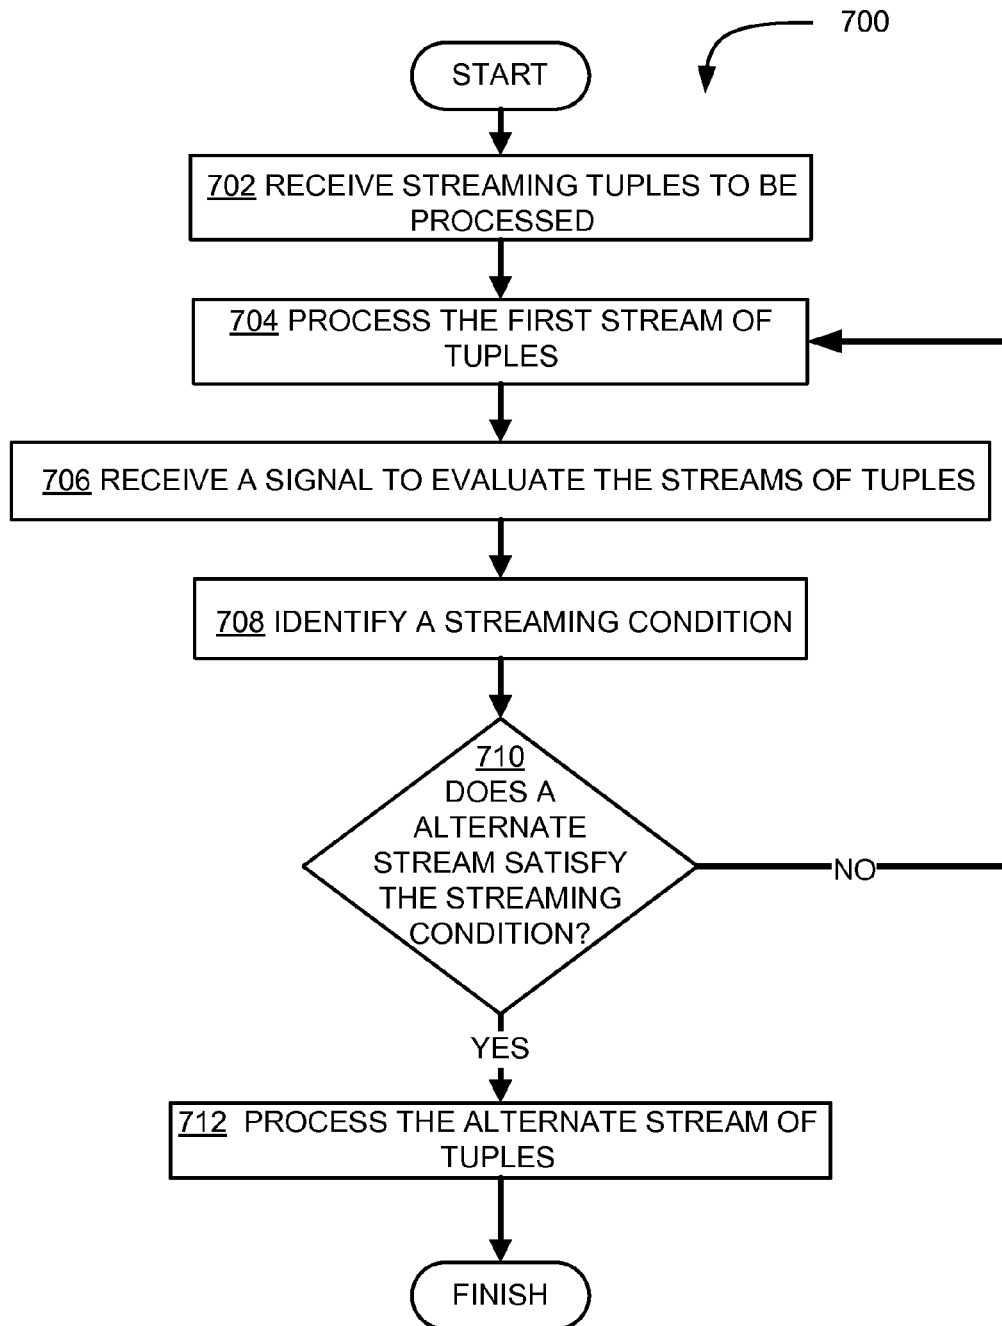 700
START
702 RECEIVE STREAMING TUPLES TO BE
PROCESSED
704 PROCESS THE FIRST STREAM OF
TUPLES
706 RECEIVE A SIGNAL TO EVALUATE THE STREAMS OF TUPLES
708 IDENTIFY A STREAMING CONDITION
710
DOES A
ALTERNATE
STREAM SATISFY
THE STREAMING
CONDITION?
NO
YES
712 PROCESS THE ALTERNATE STREAM OF
TUPLES
FINISH